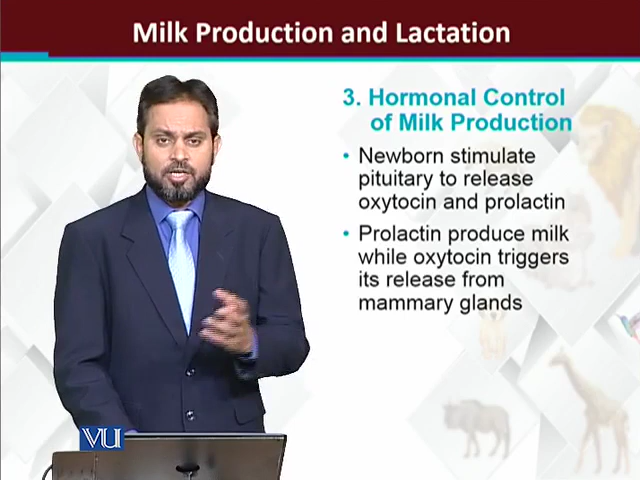 Milk Production and Lactation
3. Hormonal Control
of Milk Production
• Newborn stimulate
pituitary to release
oxytocin and prolactin
• Prolactin produce milk
while oxytocin triggers
its release from
mammary glands
VU